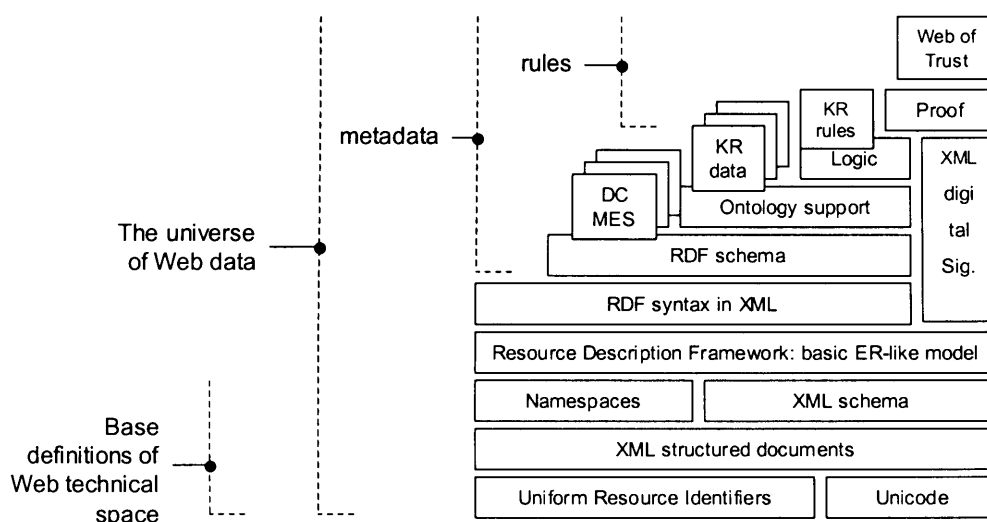 Web of
Trust
rules
KR
rules
Proof
metadata
KR
data
Logic
XML
digi
tal
Sig.
DC
MES
Ontology support
The universe
of Web data
RDF schema
RDF syntax in XML
Resource Description Framework: basic ER-like model
Namespaces
XML schema
Base
definitions of
Web technical
space
XML structured documents
Uniform Resource Identifiers
Unicode